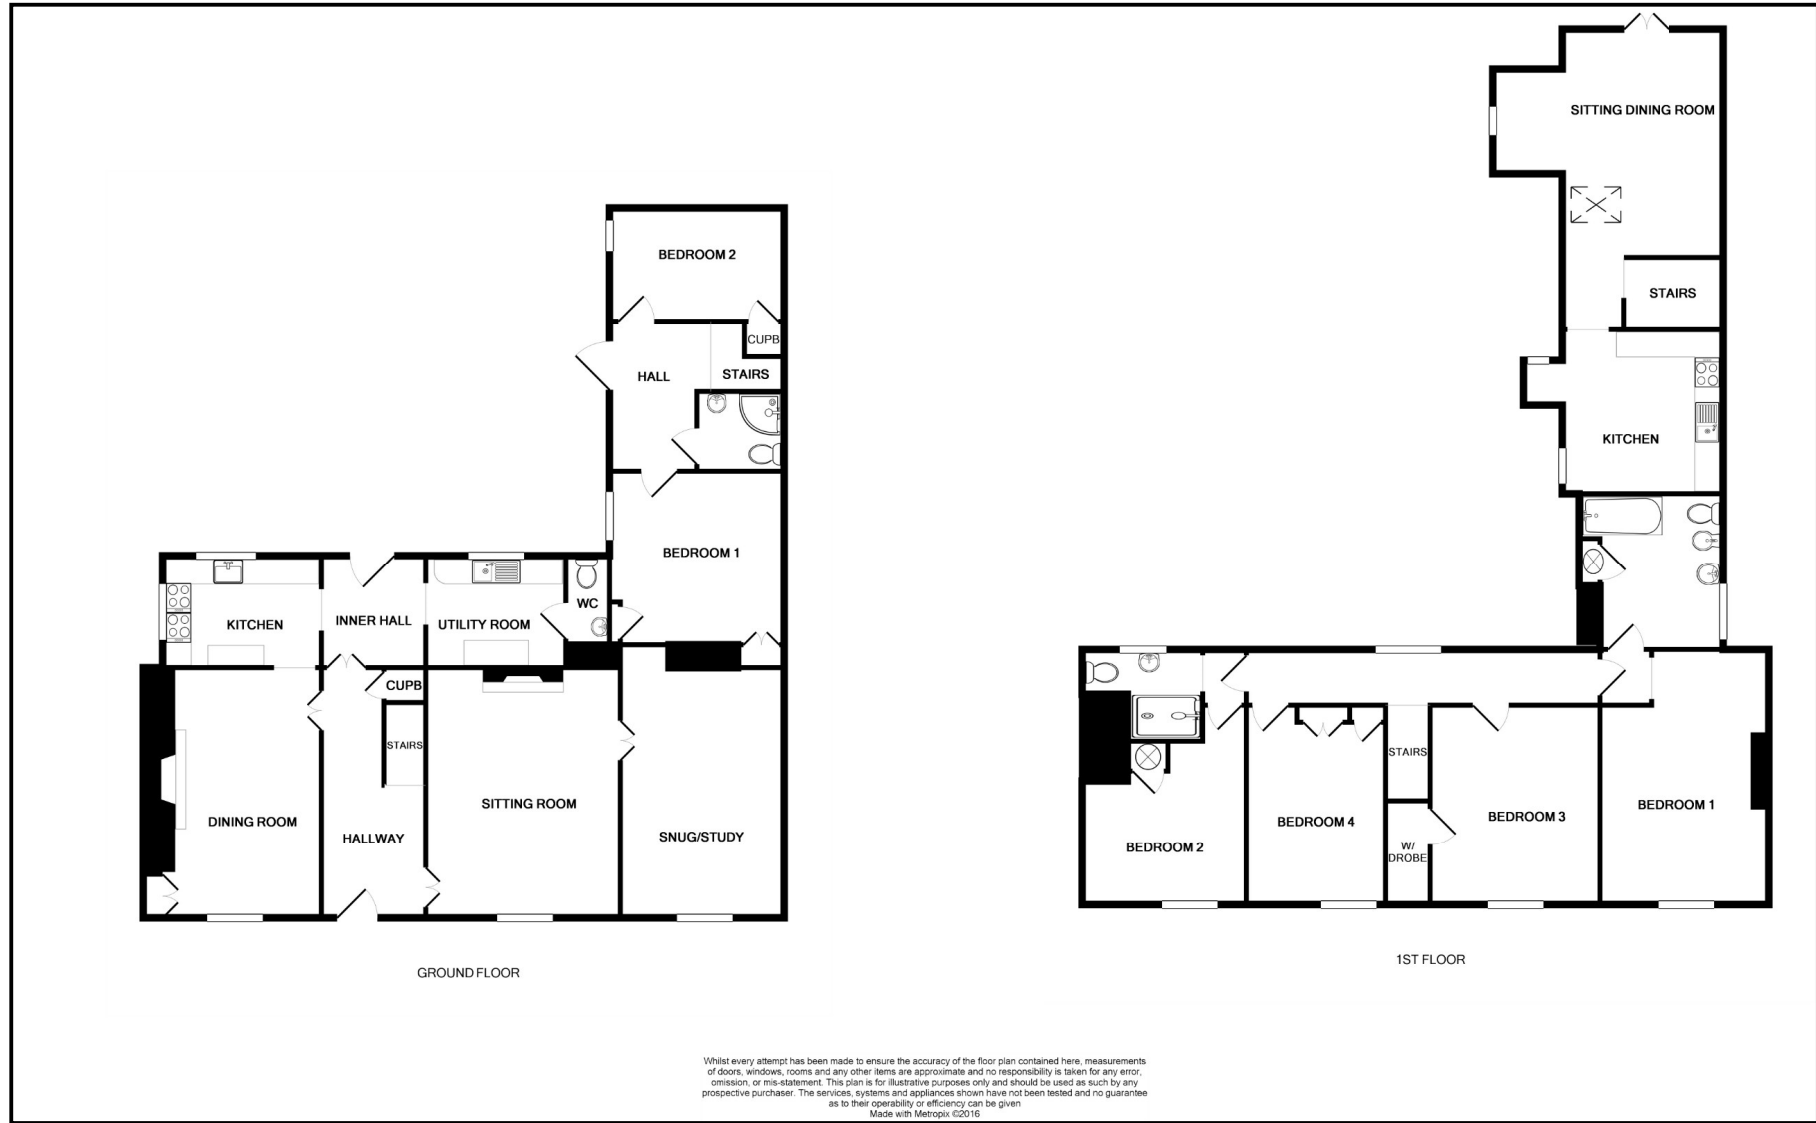 BEDROOM 2
CUPB
HALL
STAIRS
BEDROOM 1
KITCHEN
INNER HALL
UTILITY ROOM
WC
CUPB
STAIRS
DINING ROOM
HALLWAY
SITTING ROOM
SNUG/STUDY
GROUND FLOOR
SITTING DINING ROOM
STAIRS
KITCHEN
STAIRS
BEDROOM 2
BEDROOM 4
W/
DROBE
BEDROOM 3
BEDROOM 1
1ST FLOOR
Whilst every attempt has been made to ensure the accuracy of the floor plan contained here, measurements
of doors, windows, rooms and any other items are approximate and no responsibility is taken for any error,
omission, or mis-statement. This plan is for illustrative purposes only and should be used as such by any
prospective purchaser. The services, systems and appliances shown have not been tested and no guarantee
as to their operability or efficiency can be given
Made with Metropix ©2016